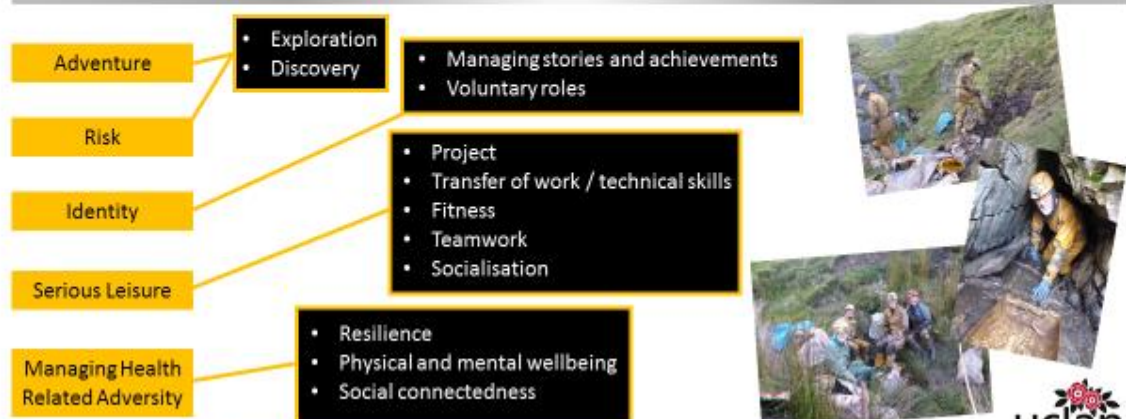 Adventure
• Exploration
• Discovery
Risk
• Managing stories and achievements
• Voluntary roles
Identity
• Project
• Transfer of work / technical skills
• Fitness
• Teamwork
• Socialisation
Serious Leisure
• Resilience
• Physical and mental wellbeing
• Social connectedness
Managing Health
Related Adversity